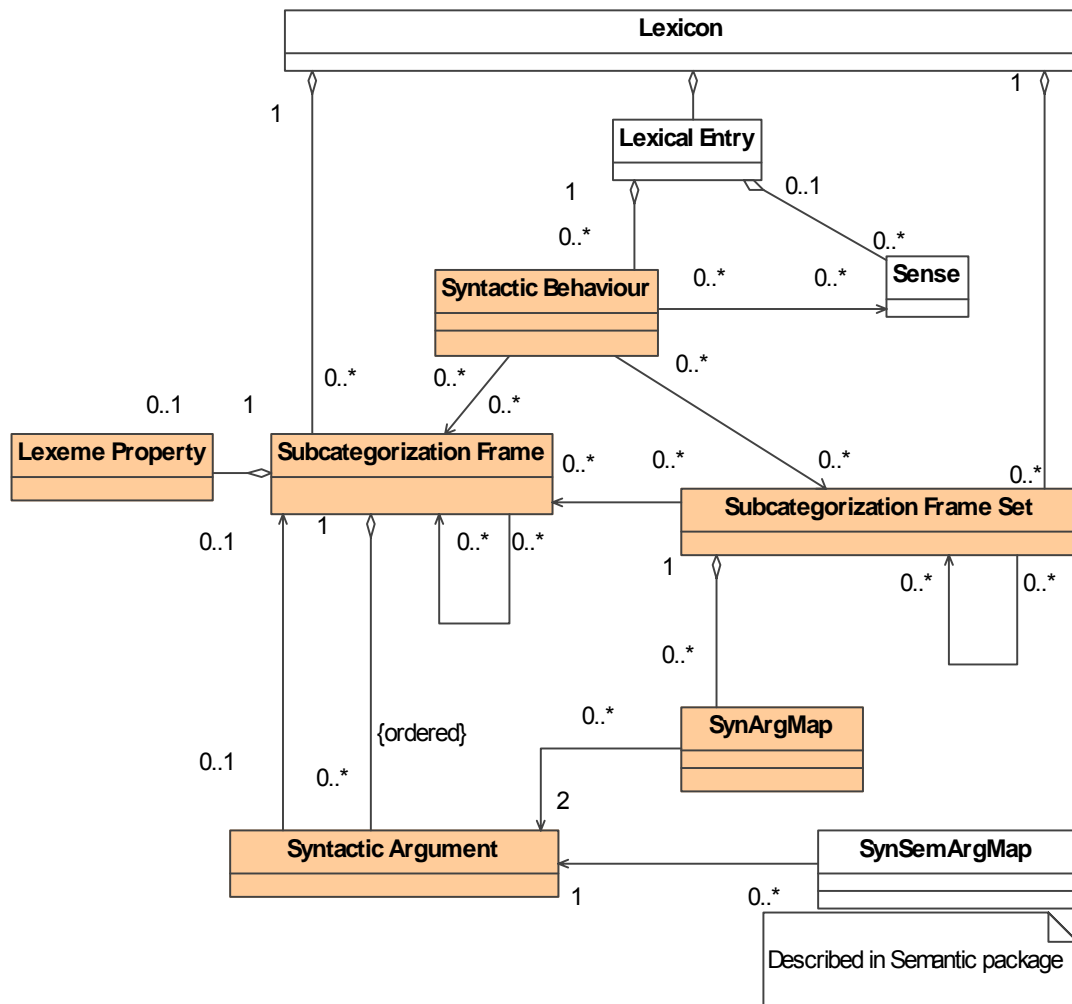 Lexicon
1
1
Lexical Entry
1
0..1
0..*
0..*
Syntactic Behaviour
0..*
0..*
Sense
0..*
0..*
0..*
0..*
0..1
1
Lexeme Property
Subcategorization Frame
0..*
0..*
0..*
0..*
Subcategorization Frame Set
0..1
1
0..*
0..*
1
0..*
0..*
0..*
SynArgMap
0..*
{ordered}
0..1
0..*
2
Syntactic Argument
SynSemArgMap
1
0..*
Described in Semantic package